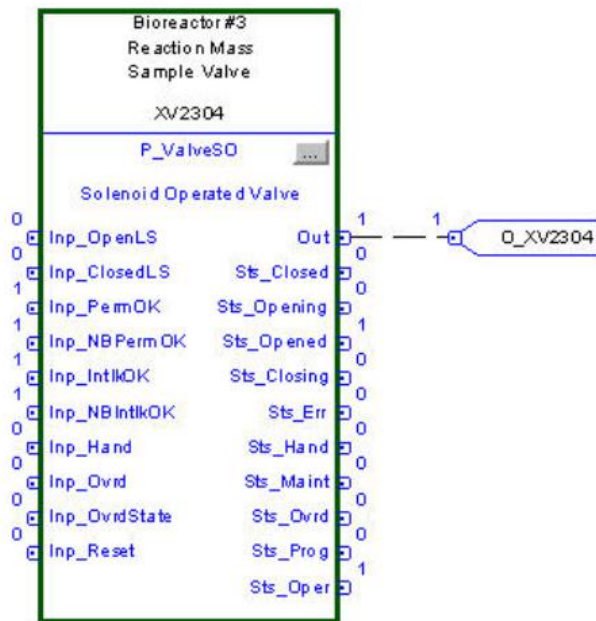 Bioreactor #3
Reaction Mass
Sample Valve
XV2304
P_ValveSO ...
Solenoid Operated Valve
0 Inp_OpenLS Out 1 1 O_XV2304
0 Inp_ClosedLS Sts_Closed 0
1 Inp_PermOK Sts_Opening 0
1 Inp_NBPermOK Sts_Opened 1
1 Inp_IntlkOK Sts_Closing 0
1 Inp_NBIntlkOK Sts_Err 0
0 Inp_Hand Sts_Hand 0
0 Inp_Ovrd Sts_Maint 0
0 Inp_OvrdState Sts_Ovrd 0
0 Inp_Reset Sts_Prog 0
Sts_Oper 1